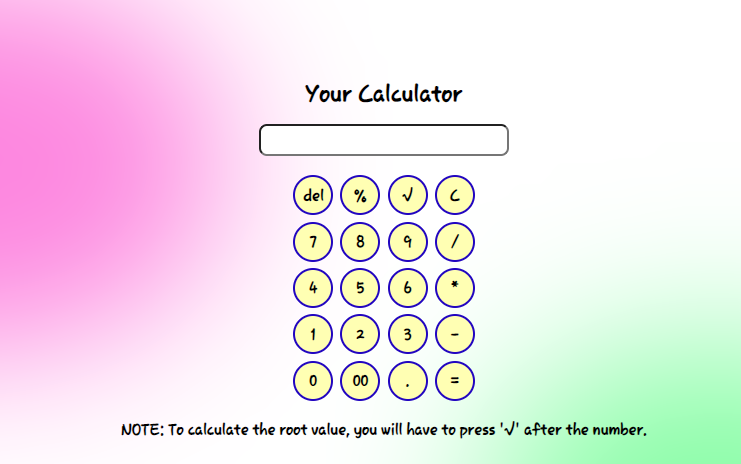 Your Calculator
del % √ C
7 8 9 /
4 5 6 *
1 2 3 -
0 00 . =
NOTE: To calculate the root value, you will have to press '√' after the number.